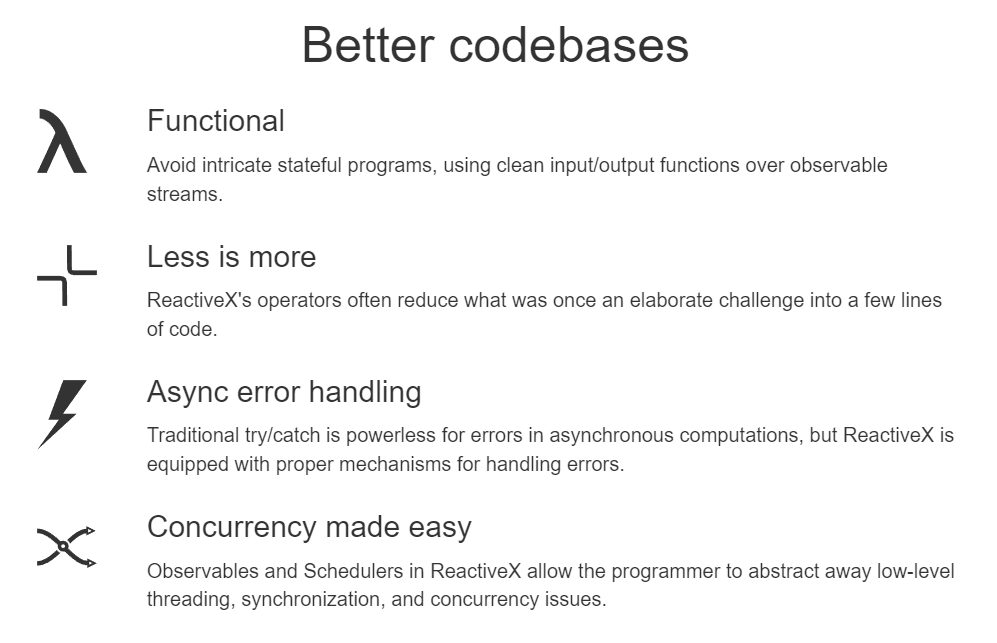 Better codebases
Functional
Avoid intricate stateful programs, using clean input/output functions over observable
streams.
Less is more
ReactiveX's operators often reduce what was once an elaborate challenge into a few lines
of code.
Async error handling
Traditional try/catch is powerless for errors in asynchronous computations, but ReactiveX is
equipped with proper mechanisms for handling errors.
Concurrency made easy
Observables and Schedulers in ReactiveX allow the programmer to abstract away low-level
threading, synchronization, and concurrency issues.